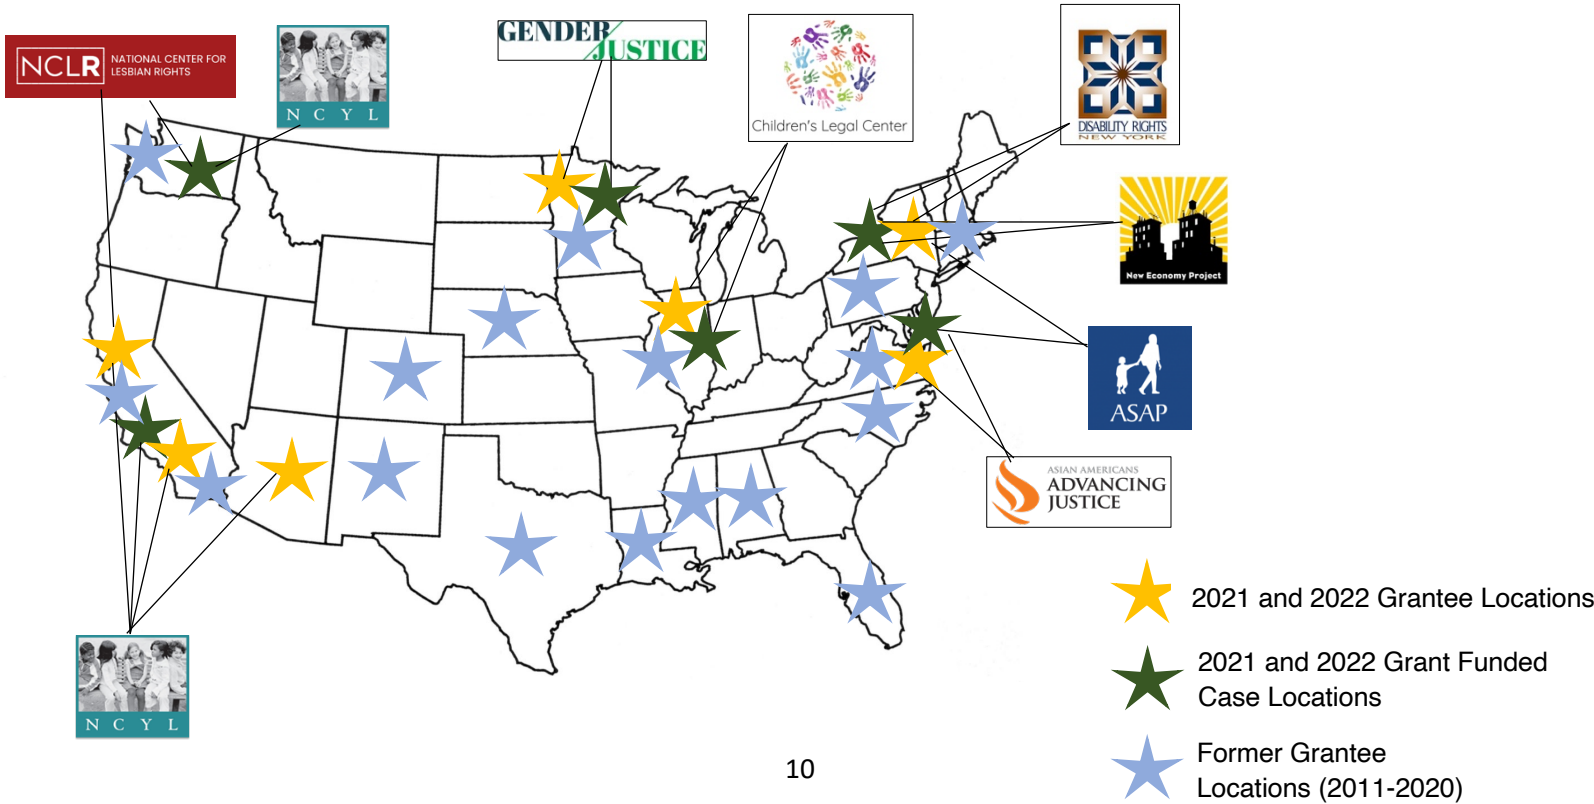 GENDER
JUSTICE
NCLR
NATIONAL CENTER FOR
LESBIAN RIGHTS
N C Y L
Children's Legal Center
DISABILITY RIGHTS
NEW YORK
New Economy Project
ASAP
ASIAN AMERICANS
ADVANCING
JUSTICE
N C Y L
2021 and 2022 Grantee Locations
2021 and 2022 Grant Funded
Case Locations
Former Grantee
Locations (2011-2020)
10